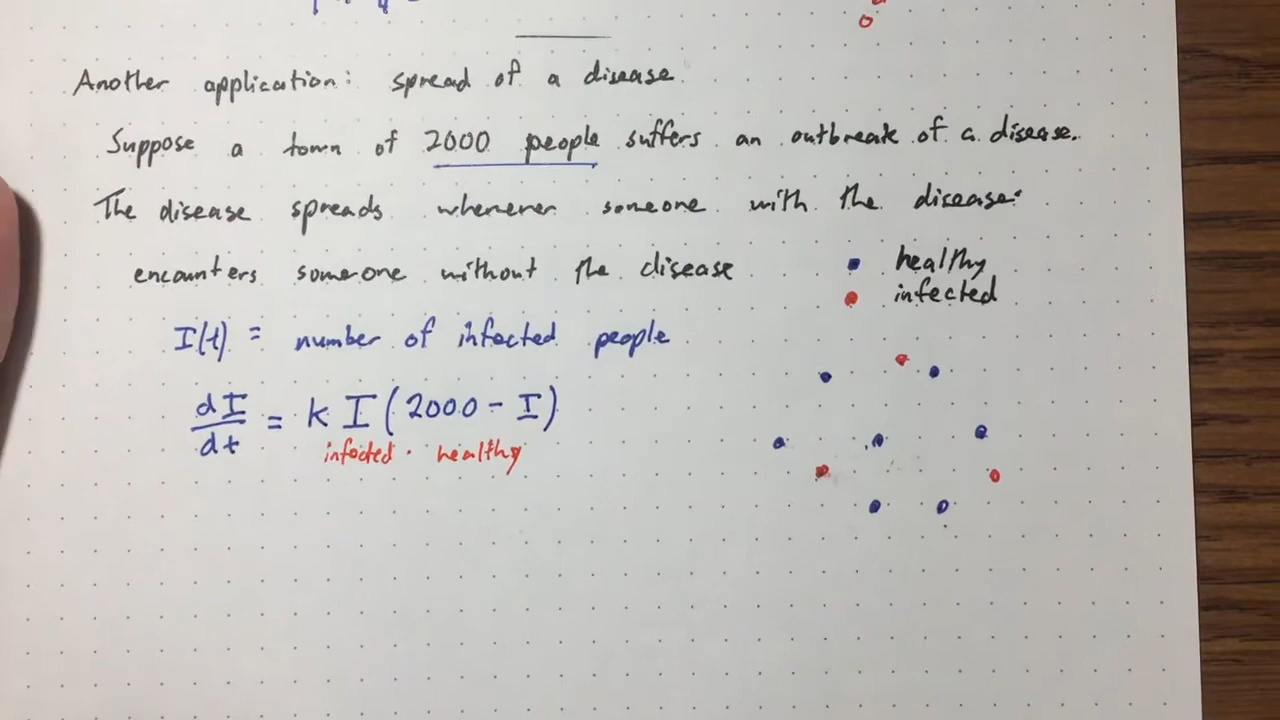 Another application: spread of a disease
Suppose a town of 2000 people suffers an outbreak of a disease.
The disease spreads whenever someone with the disease
encounters someone without the disease
healthy
infected
I(t) = number of infected people
dI/dt = k I (2000 - I)
infected · healthy